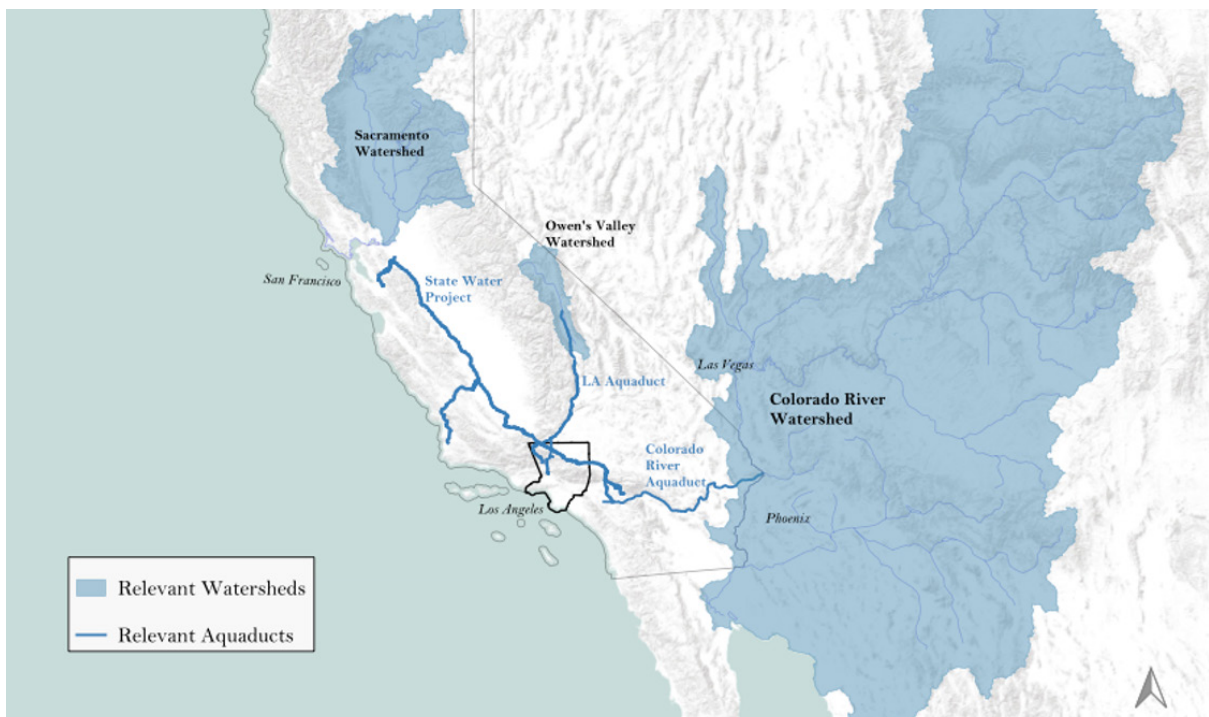 Sacramento
Watershed
Owen's Valley
Watershed
San Francisco
State Water
Project
Las Vegas
LA Aquaduct
Colorado River
Watershed
Colorado
River
Aquaduct
Los Angeles
Phoenix
Relevant Watersheds
Relevant Aquaducts